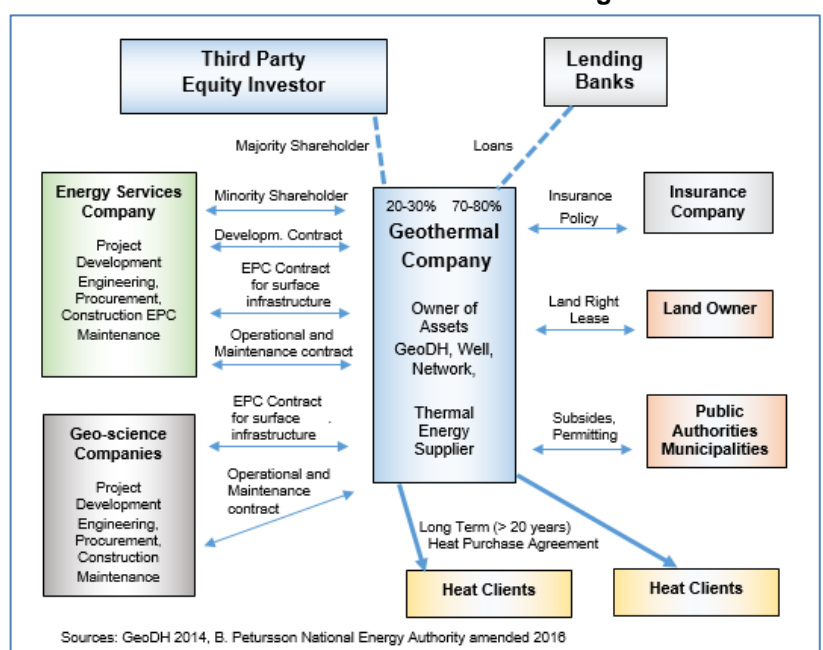 Third Party
Equity Investor
Lending
Banks
Majority Shareholder
Loans
Energy Services
Company
Project
Development
Engineering,
Procurement,
Construction EPC
Maintenance
Minority Shareholder
Developm. Contract
EPC Contract
for surface
infrastructure
Operational and
Maintenance contract
20-30% 70-80%
Geothermal
Company
Owner of
Assets
GeoDH, Well,
Network,
Thermal
Energy
Supplier
Insurance
Policy
Insurance
Company
Land Right
Lease
Land Owner
Subsides,
Permitting
Public
Authorities
Municipalities
Geo-science
Companies
Project
Development
Engineering,
Procurement,
Construction
Maintenance
EPC Contract
for surface .
infrastructure
Operational and
Maintenance
contract
Long Term (> 20 years)
Heat Purchase Agreement
Heat Clients
Heat Clients
Sources: GeoDH 2014, B. Petursson National Energy Authority amended 2016